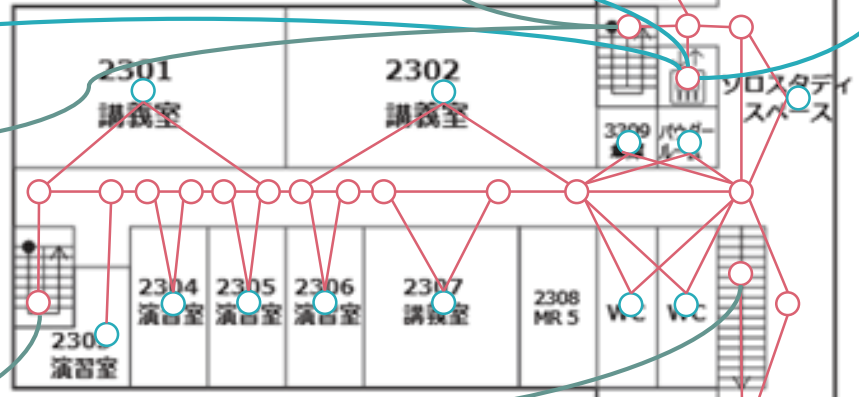 2301
講義室
2302
講義室
ソロスタディ
スペース
3209
パウダー
ルーム
2304
演習室
2305
演習室
2306
演習室
2307
講義室
2308
MR 5
WC
WC
演習室